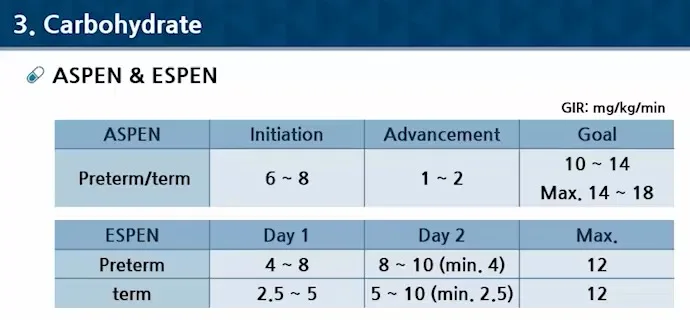 3. Carbohydrate
ASPEN & ESPEN
GIR: mg/kg/min
ASPEN Initiation Advancement Goal
Preterm/term 6 ~ 8 1 ~ 2 10 ~ 14
Max. 14 ~ 18
ESPEN Day 1 Day 2 Max.
Preterm 4 ~ 8 8 ~ 10 (min. 4) 12
term 2.5 ~ 5 5 ~ 10 (min. 2.5) 12